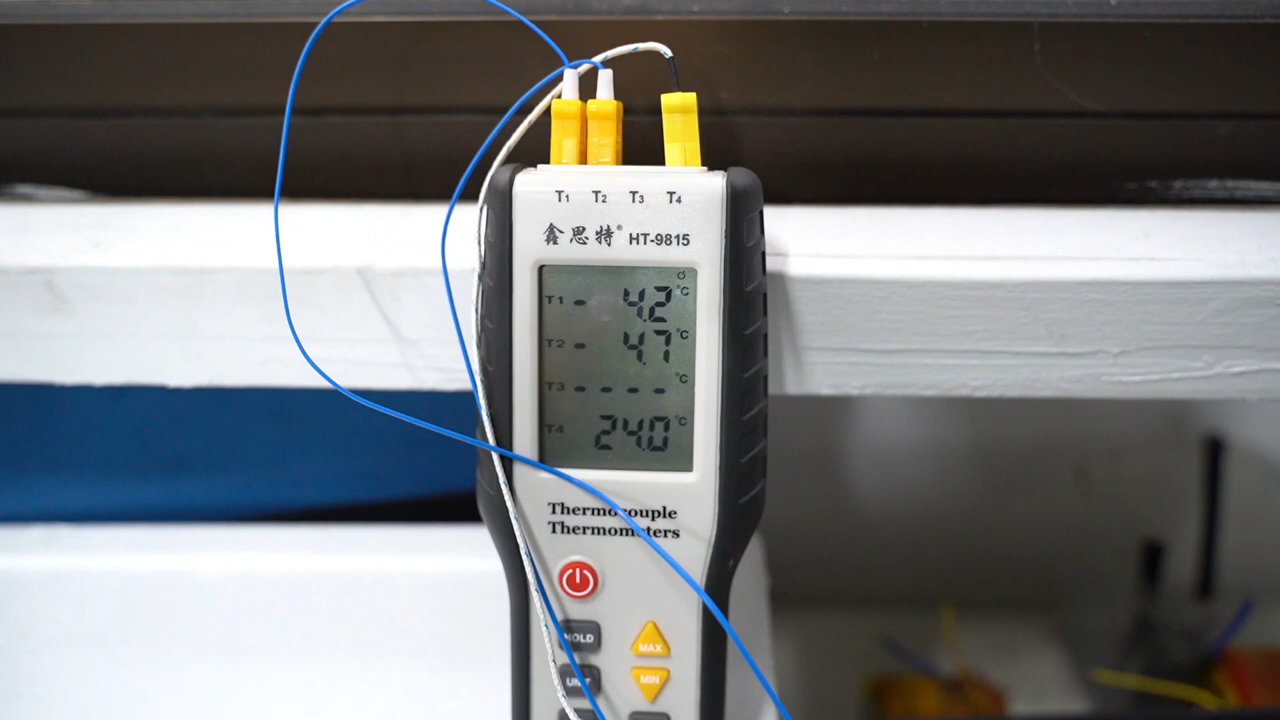 T1 T2 T3 T4
鑫思特® HT-9815
T1 - 4.2 °C
T2 - 4.7 °C
T3 - - - - °C
T4 24.0 °C
Thermocouple
Thermometers
HOLD
MAX
UNIT
MIN